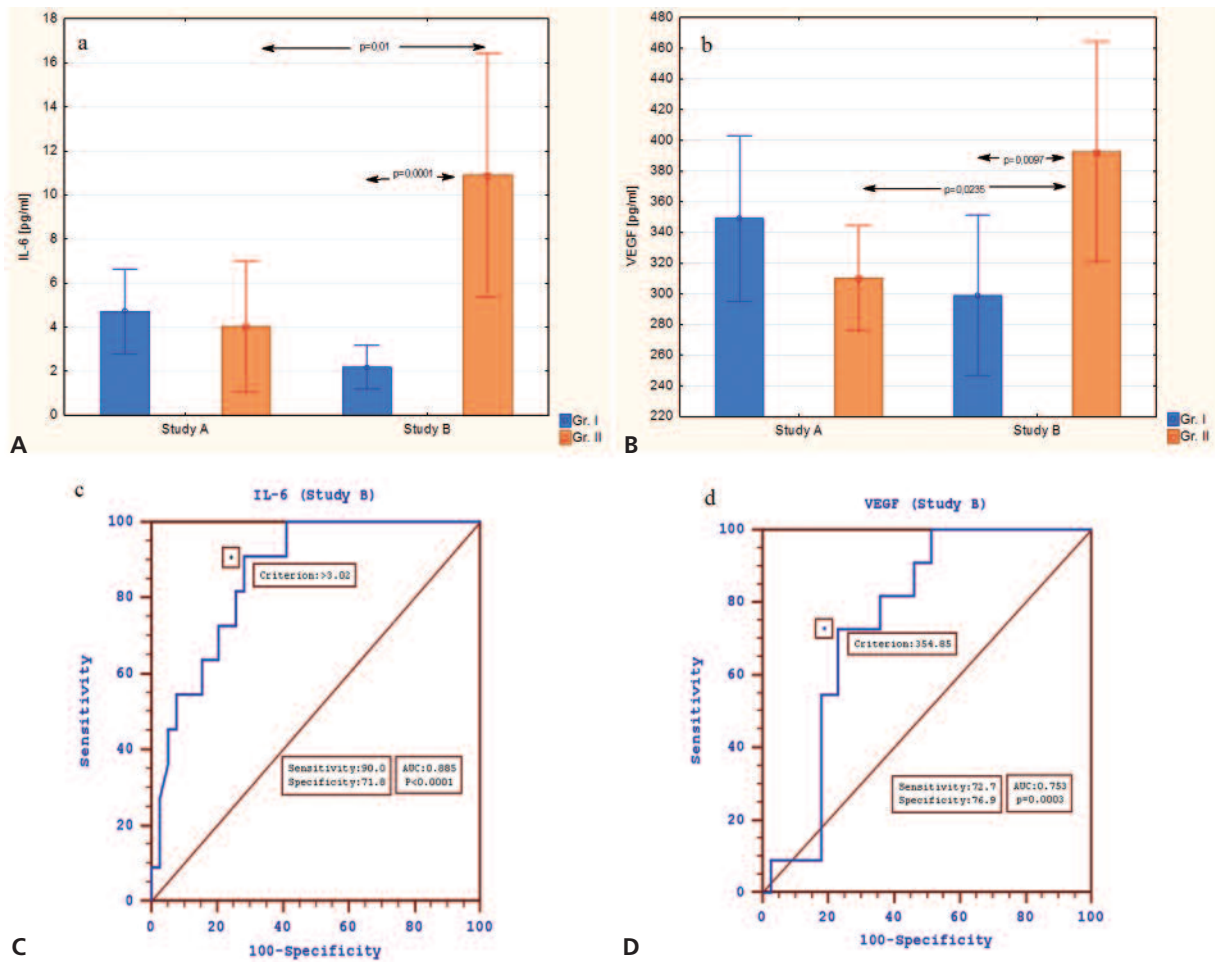 a
18
16
14
12
10
8
6
4
2
0
IL-6 [pg/ml]
p=0,01
p=0,0001
Study A
Study B
Gr. I
Gr. II
A
b
480
460
440
420
400
380
360
340
320
300
280
260
240
220
VEGF [pg/ml]
p=0,0097
p=0,0235
Study A
Study B
Gr. I
Gr. II
B
c
IL-6 (Study B)
100
80
60
40
20
0
Sensitivity
Criterion:>3.02
Sensitivity:90.0
Specificity:71.8
AUC:0.885
P<0.0001
0 20 40 60 80 100
100-Specificity
C
d
VEGF (Study B)
100
80
60
40
20
0
Sensitivity
Criterion:354.85
Sensitivity:72.7
Specificity:76.9
AUC:0.753
p=0.0003
0 20 40 60 80 100
100-Specificity
D